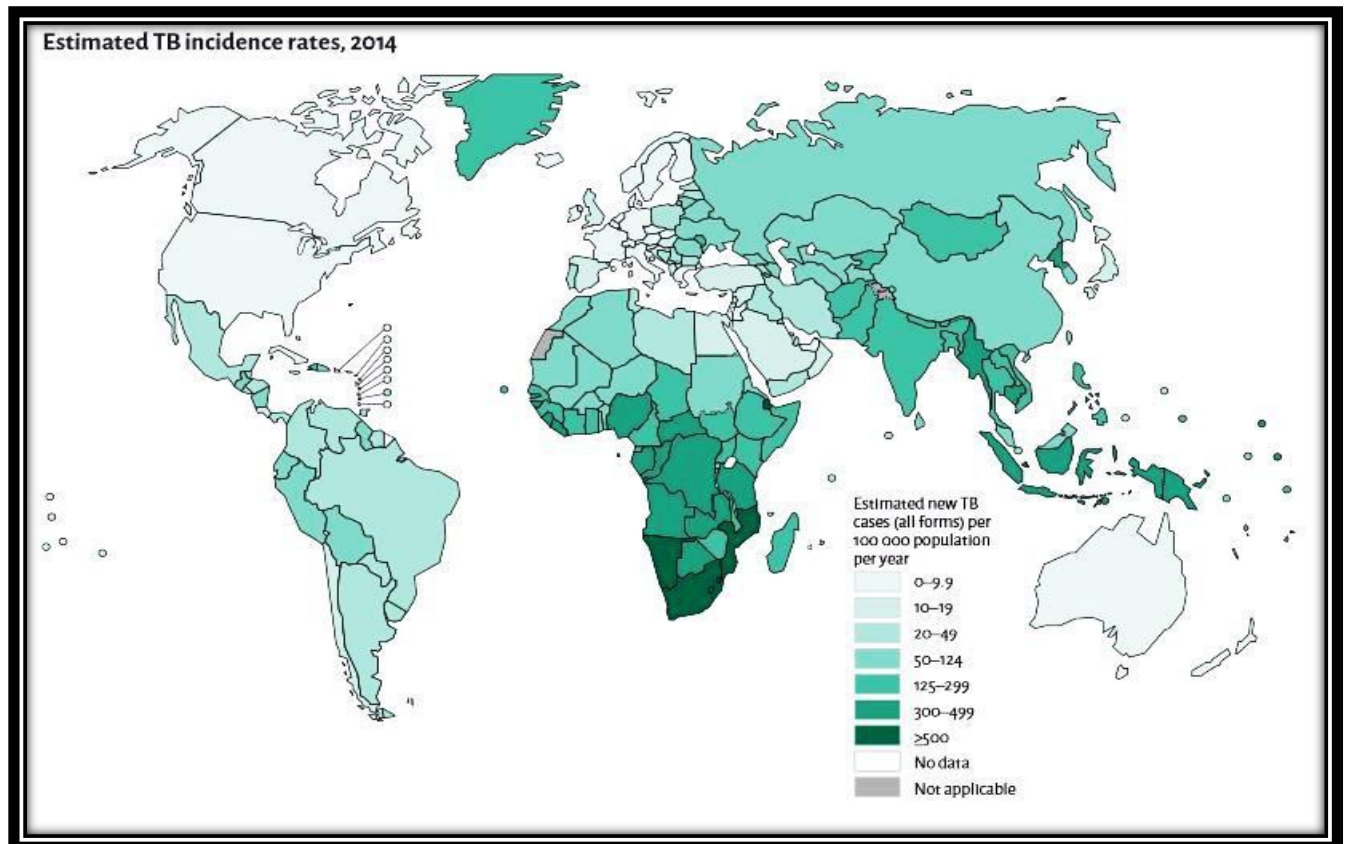 Estimated TB incidence rates, 2014
Estimated new TB
cases (all forms) per
100 000 population
per year
0–9.9
10–19
20–49
50–124
125–299
300–499
≥500
No data
Not applicable